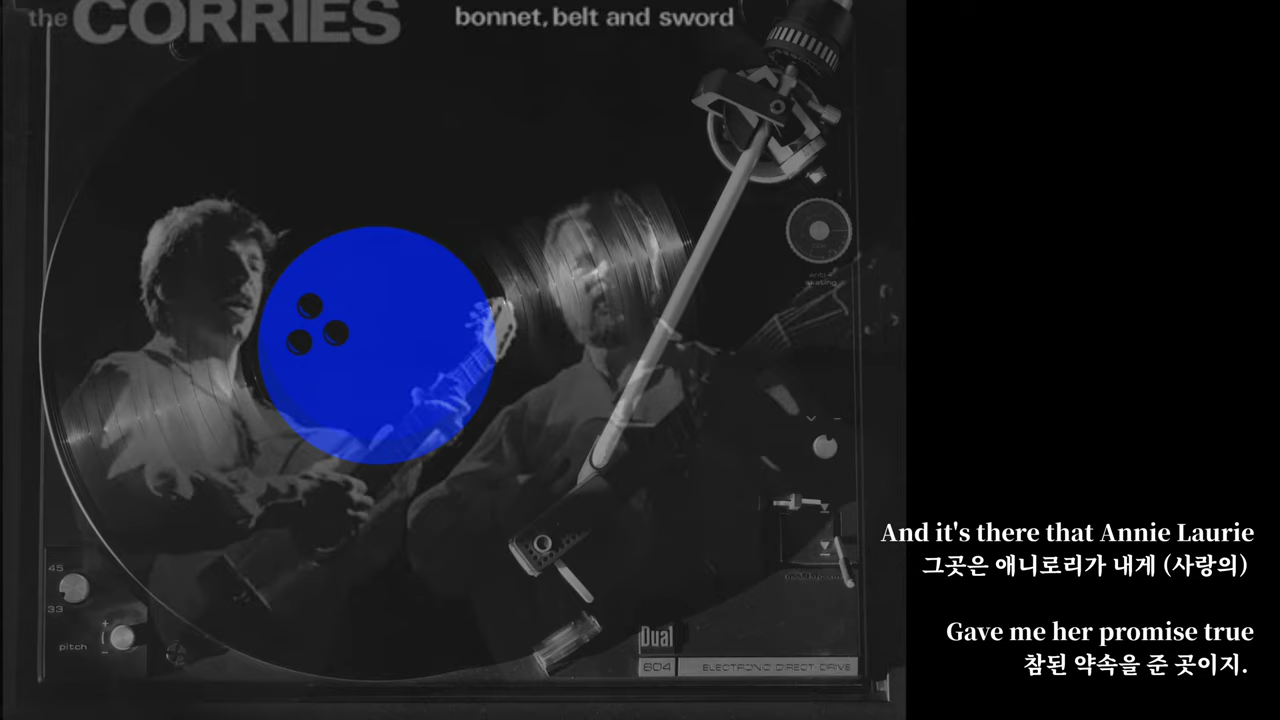 the CORRIES
bonnet, belt and sword
45
33
pitch
Dual
604 ELECTRONIC DIRECT DRIVE
And it's there that Annie Laurie
그곳은 애니로리가 내게 (사랑의)
Gave me her promise true
참된 약속을 준 곳이지.